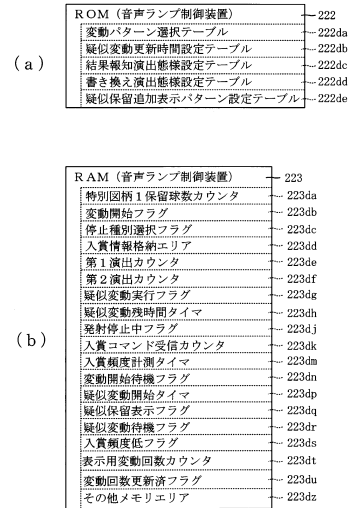 (a)
ROM（音声ランプ制御装置） 222
変動パターン選択テーブル 222da
疑似変動更新時間設定テーブル 222db
結果報知演出態様設定テーブル 222dc
書き換え演出態様設定テーブル 222dd
疑似保留追加表示パターン設定テーブル 222de
(b)
RAM（音声ランプ制御装置） 223
特別図柄１保留球数カウンタ 223da
変動開始フラグ 223db
停止種別選択フラグ 223dc
入賞情報格納エリア 223dd
第１演出カウンタ 223de
第２演出カウンタ 223df
疑似変動実行フラグ 223dg
疑似変動残時間タイマ 223dh
発射停止中フラグ 223dj
入賞コマンド受信カウンタ 223dk
入賞頻度計測タイマ 223dm
変動開始待機フラグ 223dn
疑似変動開始タイマ 223dp
疑似保留表示フラグ 223dq
疑似変動待機フラグ 223dr
入賞頻度低フラグ 223ds
表示用変動回数カウンタ 223dt
変動回数更新済フラグ 223du
その他メモリエリア 223dz